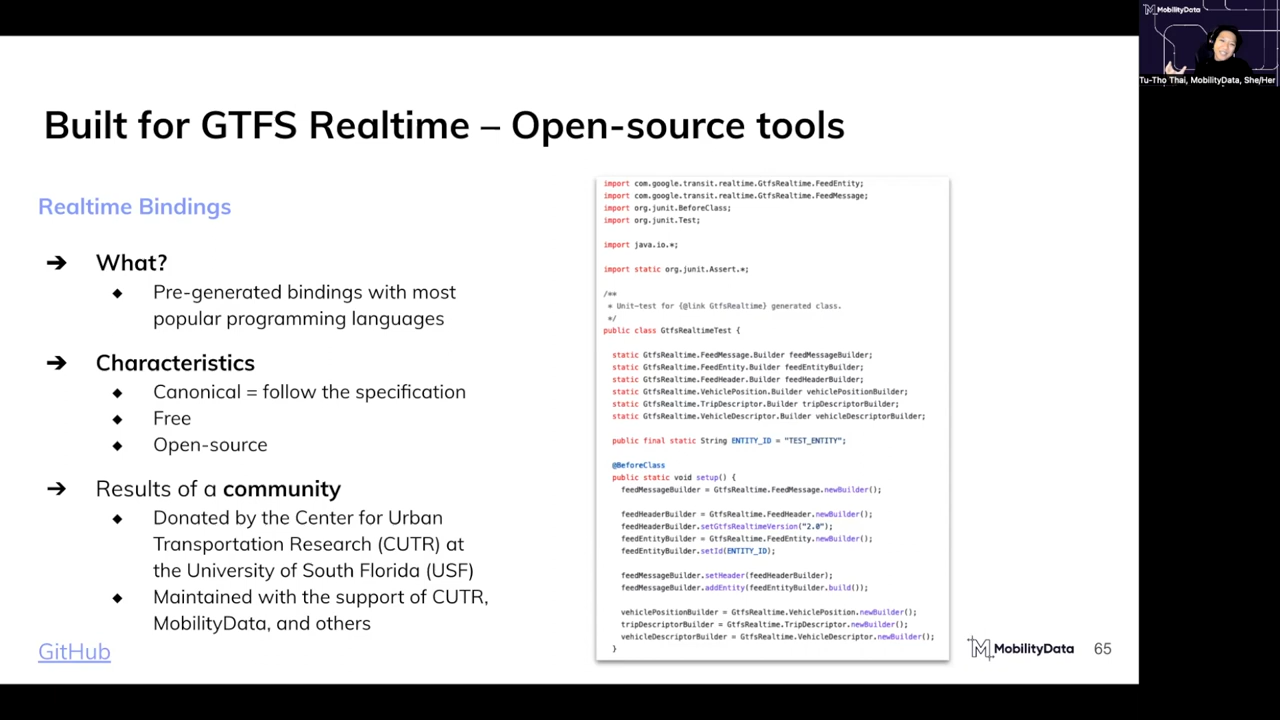 MobilityData
Tu-Tho Thai, MobilityData, She/Her
Built for GTFS Realtime – Open-source tools
Realtime Bindings
➔ What?
◆ Pre-generated bindings with most
popular programming languages
➔ Characteristics
◆ Canonical = follow the specification
◆ Free
◆ Open-source
➔ Results of a community
◆ Donated by the Center for Urban
Transportation Research (CUTR) at
the University of South Florida (USF)
◆ Maintained with the support of CUTR,
MobilityData, and others
GitHub
import com.google.transit.realtime.GtfsRealtime.FeedEntity;
import com.google.transit.realtime.GtfsRealtime.FeedMessage;
import org.junit.BeforeClass;
import org.junit.Test;
import java.io.*;
import static org.junit.Assert.*;
/**
* Unit-test for {@link GtfsRealtime} generated class.
*/
public class GtfsRealtimeTest {
static GtfsRealtime.FeedMessage.Builder feedMessageBuilder;
static GtfsRealtime.FeedEntity.Builder feedEntityBuilder;
static GtfsRealtime.FeedHeader.Builder feedHeaderBuilder;
static GtfsRealtime.VehiclePosition.Builder vehiclePositionBuilder;
static GtfsRealtime.TripDescriptor.Builder tripDescriptorBuilder;
static GtfsRealtime.VehicleDescriptor.Builder vehicleDescriptorBuilder;
public final static String ENTITY_ID = "TEST_ENTITY";
@BeforeClass
public static void setup() {
feedMessageBuilder = GtfsRealtime.FeedMessage.newBuilder();
feedHeaderBuilder = GtfsRealtime.FeedHeader.newBuilder();
feedHeaderBuilder.setGtfsRealtimeVersion("2.0");
feedEntityBuilder = GtfsRealtime.FeedEntity.newBuilder();
feedEntityBuilder.setId(ENTITY_ID);
feedMessageBuilder.setHeader(feedHeaderBuilder);
feedMessageBuilder.addEntity(feedEntityBuilder.build());
vehiclePositionBuilder = GtfsRealtime.VehiclePosition.newBuilder();
tripDescriptorBuilder = GtfsRealtime.TripDescriptor.newBuilder();
vehicleDescriptorBuilder = GtfsRealtime.VehicleDescriptor.newBuilder();
}
MobilityData 65